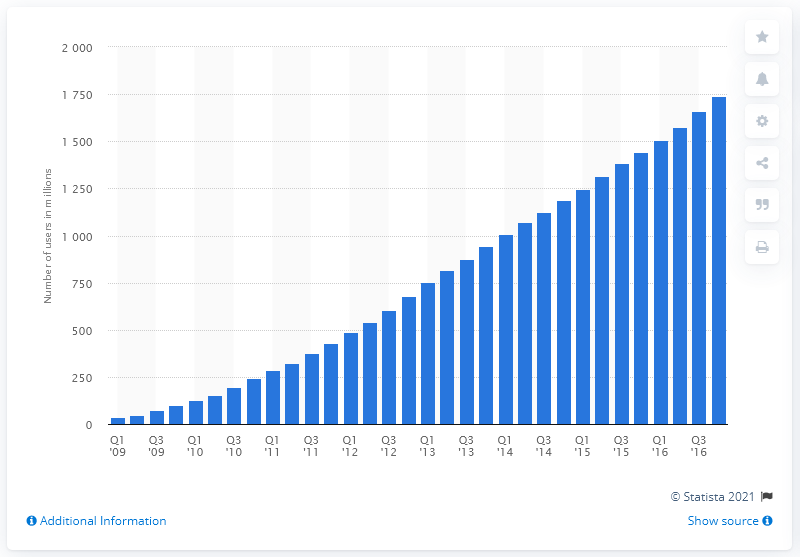 2 000
1 750
1 500
1 250
1 000
750
500
250
0
Number of users in millions
Q1 '09
Q3 '09
Q1 '10
Q3 '10
Q1 '11
Q3 '11
Q1 '12
Q3 '12
Q1 '13
Q3 '13
Q1 '14
Q3 '14
Q1 '15
Q3 '15
Q1 '16
Q3 '16
© Statista 2021
Additional Information
Show source